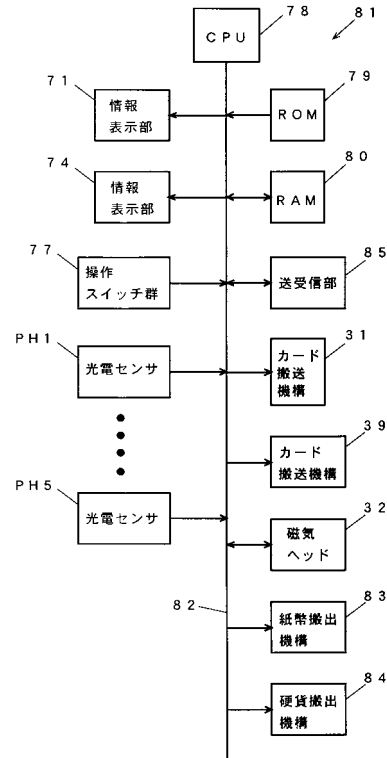 78
81
CPU
71
79
情報
表示部
ROM
74
80
情報
表示部
RAM
77
85
操作
スイッチ群
送受信部
PH1
31
光電センサ
カード
搬送
機構
39
カード
搬送機構
PH5
32
光電センサ
磁気
ヘッド
82
83
紙幣搬出
機構
84
硬貨搬出
機構